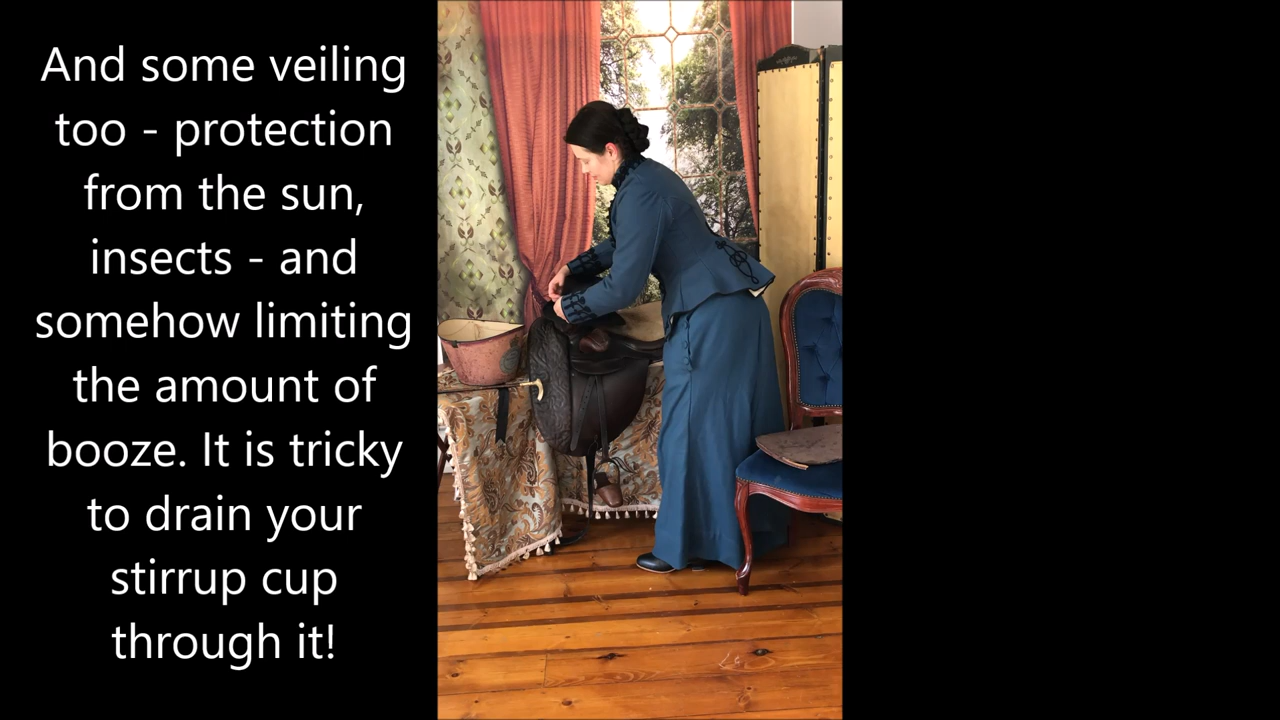 And some veiling
too - protection
from the sun,
insects - and
somehow limiting
the amount of
booze. It is tricky
to drain your
stirrup cup
through it!